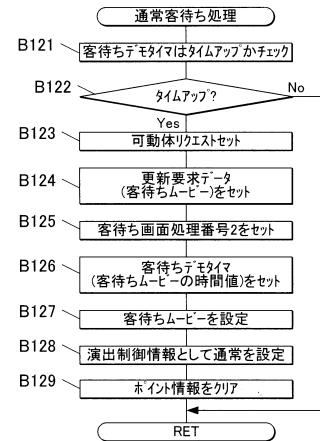 通常客待ち処理
B121
客待ちﾃﾞﾓﾀｲﾏはﾀｲﾑｱｯﾌﾟかﾁｪｯｸ
B122
ﾀｲﾑｱｯﾌﾟ?
No
Yes
B123
可動体ﾘｸｴｽﾄｾｯﾄ
B124
更新要求ﾃﾞｰﾀ
(客待ちﾑｰﾋﾞｰ)をｾｯﾄ
B125
客待ち画面処理番号2をｾｯﾄ
B126
客待ちﾃﾞﾓﾀｲﾏ
(客待ちﾑｰﾋﾞｰの時間値)をｾｯﾄ
B127
客待ちﾑｰﾋﾞｰを設定
B128
演出制御情報として通常を設定
B129
ﾎﾟｲﾝﾄ情報をｸﾘｱ
RET